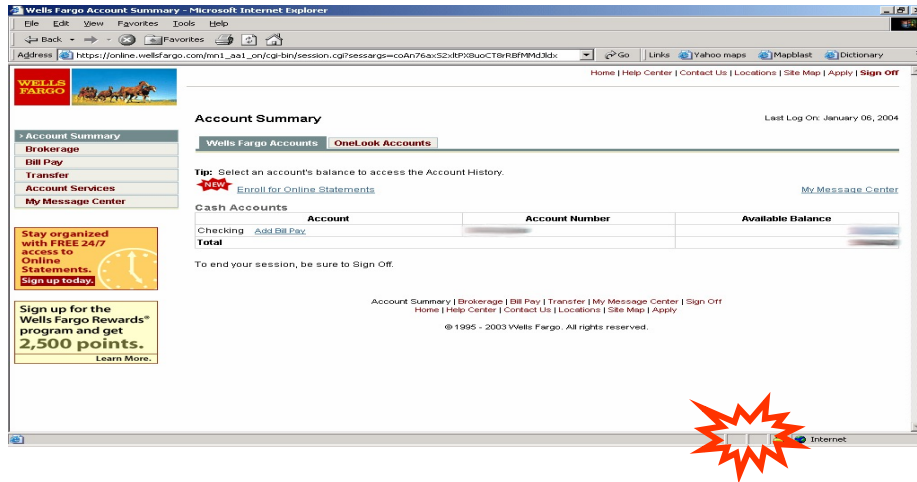 Wells Fargo Account Summary - Microsoft Internet Explorer
File Edit View Favorites Tools Help
Back Favorites
Address https://online.wellsfargo.com/mn1_aa1_on/cgi-bin/session.cgi?sessargs=
Go Links Yahoo maps Mapblast Dictionary
Home | Help Center | Contact Us | Locations | Site Map | Apply | Sign Off
WELLS
FARGO
Account Summary
Last Log On: January 06, 2004
Account Summary
Brokerage
Bill Pay
Transfer
Account Services
My Message Center
Wells Fargo Accounts OneLook Accounts
Tip: Select an account's balance to access the Account History.
NEW Enroll for Online Statements
My Message Center
Cash Accounts
Account Account Number Available Balance
Checking Add Bill Pay
Total
To end your session, be sure to Sign Off.
Stay organized
with FREE 24/7
access to
Online
Statements.
Sign up today.
Sign up for the
Wells Fargo Rewards®
program and get
2,500 points.
Learn More.
Account Summary | Brokerage | Bill Pay | Transfer | My Message Center | Sign Off
Home | Help Center | Contact Us | Locations | Site Map | Apply
© 1995 - 2003 Wells Fargo. All rights reserved.
Internet